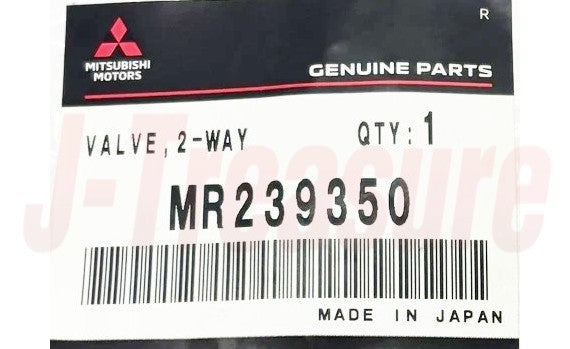 R
MITSUBISHI
MOTORS
GENUINE PARTS
VALVE, 2-WAY QTY: 1
MR239350
J-Treasure
MADE IN JAPAN